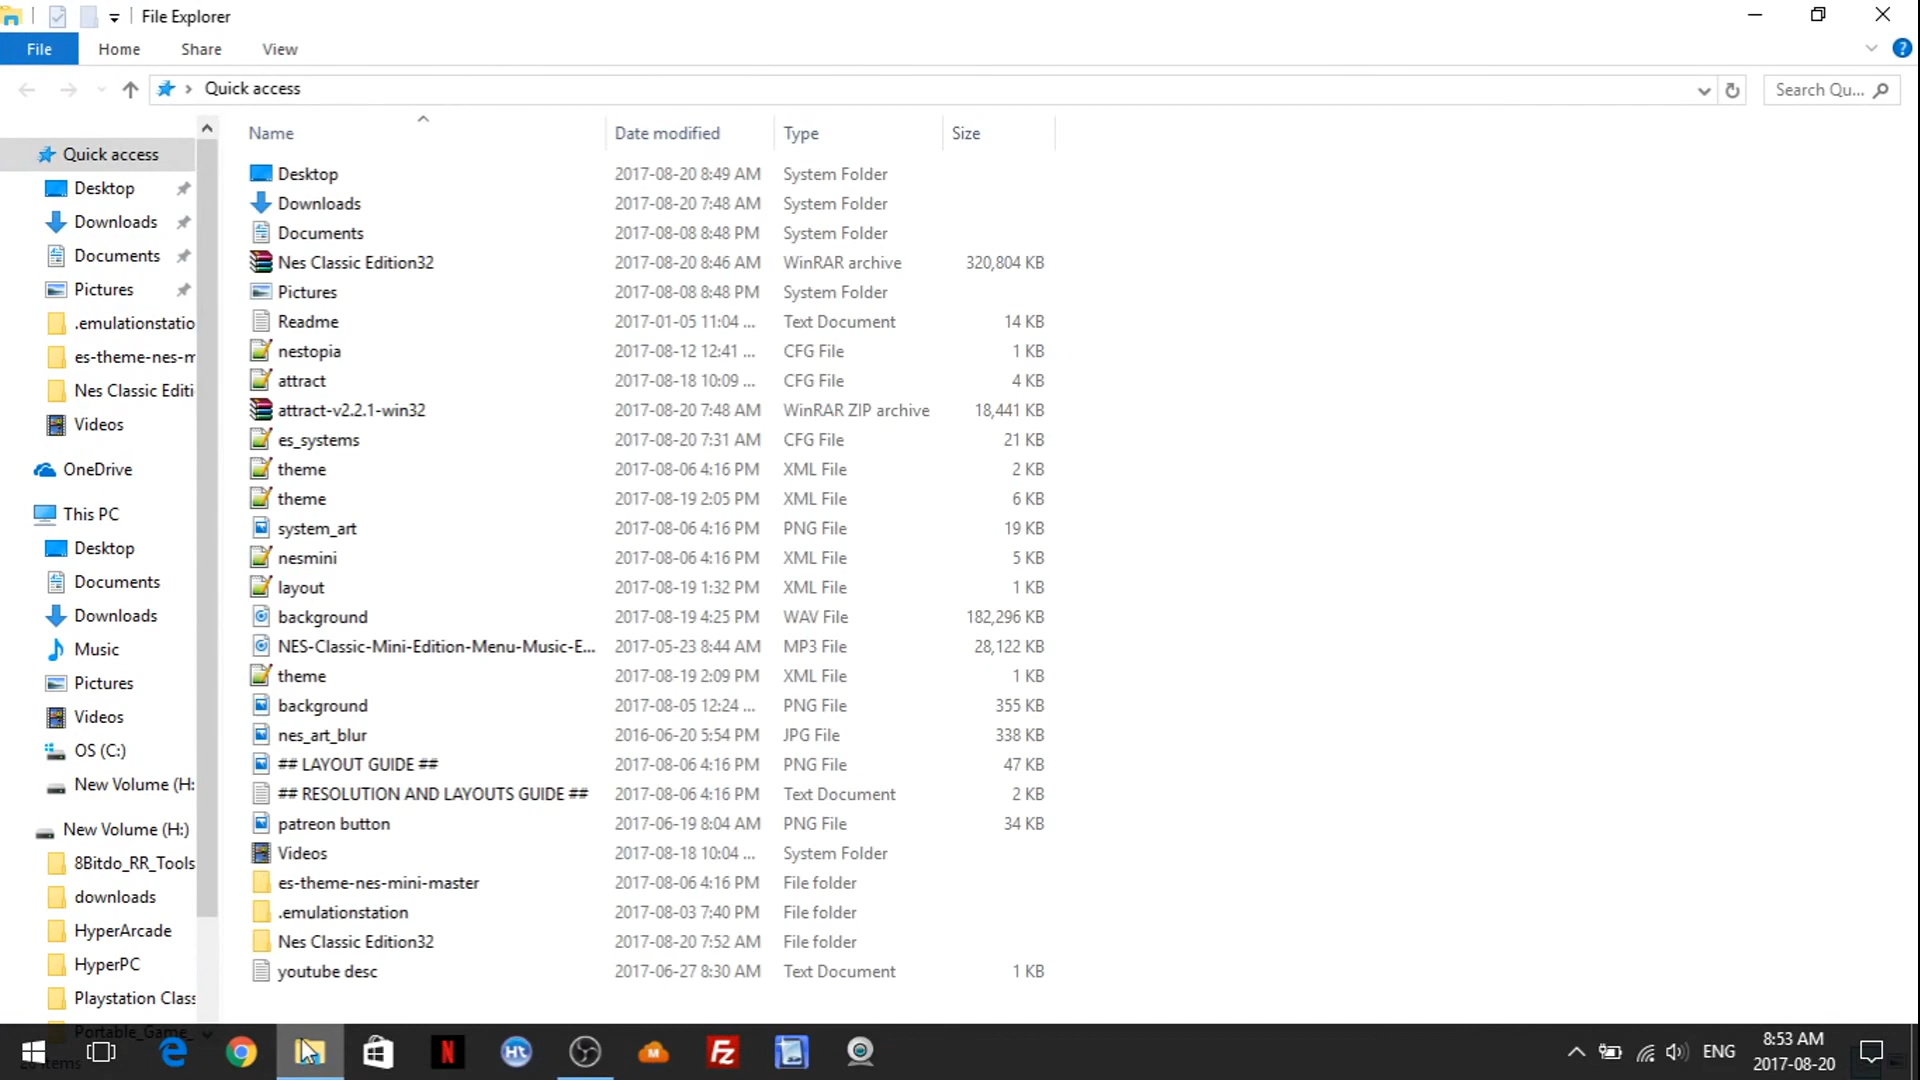 File Explorer
File Home Share View
Quick access
Search Qu...
Name Date modified Type Size
Quick access
Desktop
Downloads
Documents
Pictures
.emulationstatio
es-theme-nes-m
Nes Classic Editi
Videos
OneDrive
This PC
Desktop
Documents
Downloads
Music
Pictures
Videos
OS (C:)
New Volume (H:
New Volume (H:)
8Bitdo_RR_Tools
downloads
HyperArcade
HyperPC
Playstation Clas
Portable_Game_
Desktop 2017-08-20 8:49 AM System Folder
Downloads 2017-08-20 7:48 AM System Folder
Documents 2017-08-08 8:48 PM System Folder
Nes Classic Edition32 2017-08-20 8:46 AM WinRAR archive 320,804 KB
Pictures 2017-08-08 8:48 PM System Folder
Readme 2017-01-05 11:04 ... Text Document 14 KB
nestopia 2017-08-12 12:41 ... CFG File 1 KB
attract 2017-08-18 10:09 ... CFG File 4 KB
attract-v2.2.1-win32 2017-08-20 7:48 AM WinRAR ZIP archive 18,441 KB
es_systems 2017-08-20 7:31 AM CFG File 21 KB
theme 2017-08-06 4:16 PM XML File 2 KB
theme 2017-08-19 2:05 PM XML File 6 KB
system_art 2017-08-06 4:16 PM PNG File 19 KB
nesmini 2017-08-06 4:16 PM XML File 5 KB
layout 2017-08-19 1:32 PM XML File 1 KB
background 2017-08-19 4:25 PM WAV File 182,296 KB
NES-Classic-Mini-Edition-Menu-Music-E... 2017-05-23 8:44 AM MP3 File 28,122 KB
theme 2017-08-19 2:09 PM XML File 1 KB
background 2017-08-05 12:24 ... PNG File 355 KB
nes_art_blur 2016-06-20 5:54 PM JPG File 338 KB
## LAYOUT GUIDE ## 2017-08-06 4:16 PM PNG File 47 KB
## RESOLUTION AND LAYOUTS GUIDE ## 2017-08-06 4:16 PM Text Document 2 KB
patreon button 2017-06-19 8:04 AM PNG File 34 KB
Videos 2017-08-18 10:04 ... System Folder
es-theme-nes-mini-master 2017-08-06 4:16 PM File folder
.emulationstation 2017-08-03 7:40 PM File folder
Nes Classic Edition32 2017-08-20 7:52 AM File folder
youtube desc 2017-06-27 8:30 AM Text Document 1 KB
ENG
8:53 AM
2017-08-20